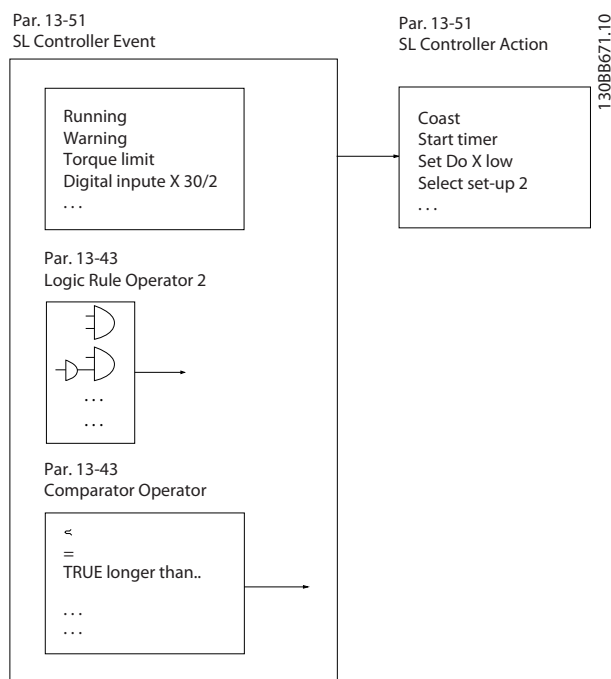 Par. 13-51
SL Controller Event
Par. 13-51
SL Controller Action
130BB671.10
Running
Warning
Torque limit
Digital inpute X 30/2
. . .
Coast
Start timer
Set Do X low
Select set-up 2
. . .
Par. 13-43
Logic Rule Operator 2
. . .
. . .
Par. 13-43
Comparator Operator
=
TRUE longer than..
. . .
. . .